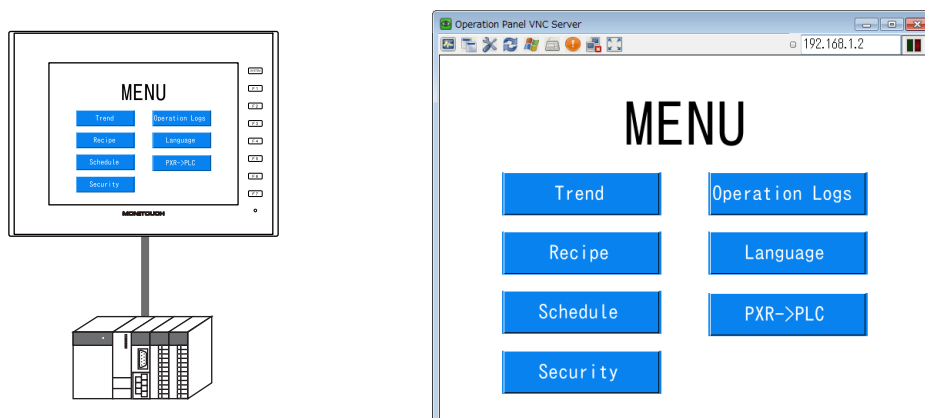 MENU
Trend
Operation Logs
Recipe
Language
Schedule
PXR->PLC
Security
MONITOUCH
Operation Panel VNC Server
192.168.1.2
MENU
Trend
Operation Logs
Recipe
Language
Schedule
PXR->PLC
Security